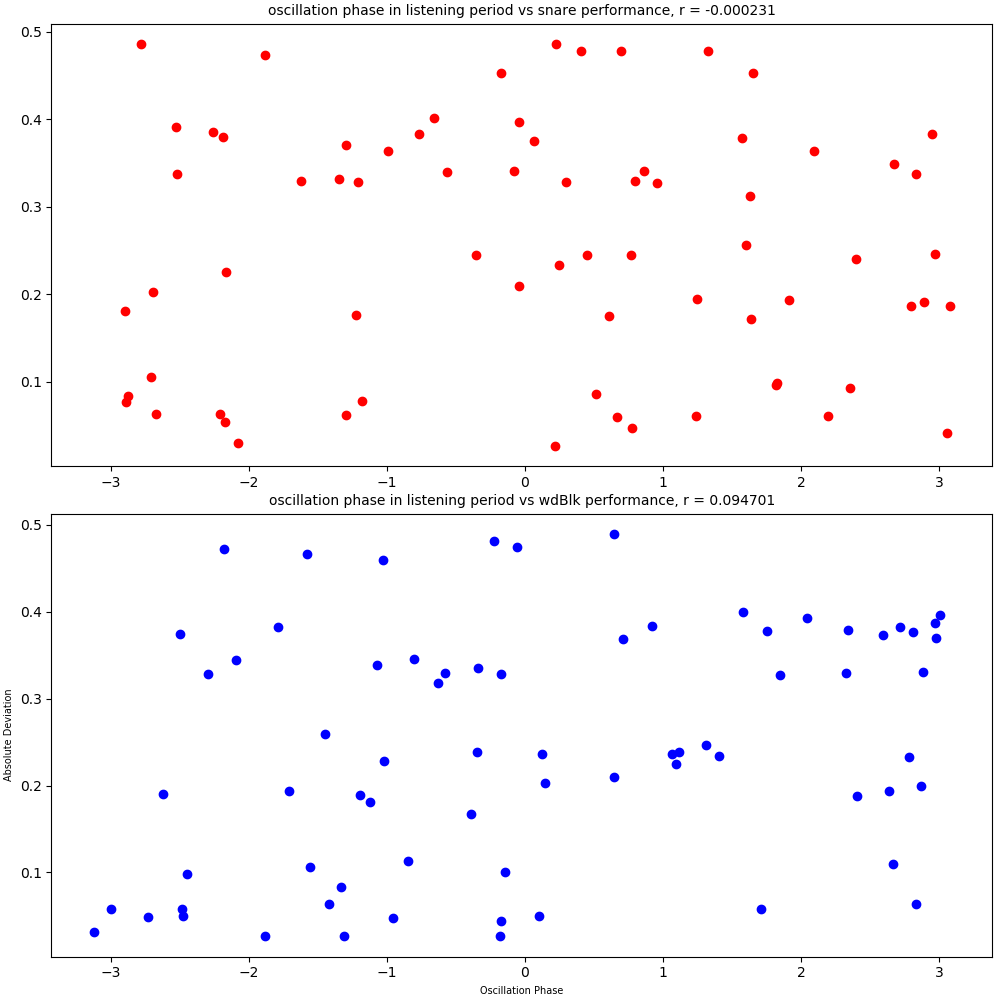 oscillation phase in listening period vs snare performance, r = -0.000231
0.5
0.4
0.3
0.2
0.1
−3 −2 −1 0 1 2 3
oscillation phase in listening period vs wdBlk performance, r = 0.094701
Absolute Deviation
0.5
0.4
0.3
0.2
0.1
−3 −2 −1 0 1 2 3
Oscillation Phase